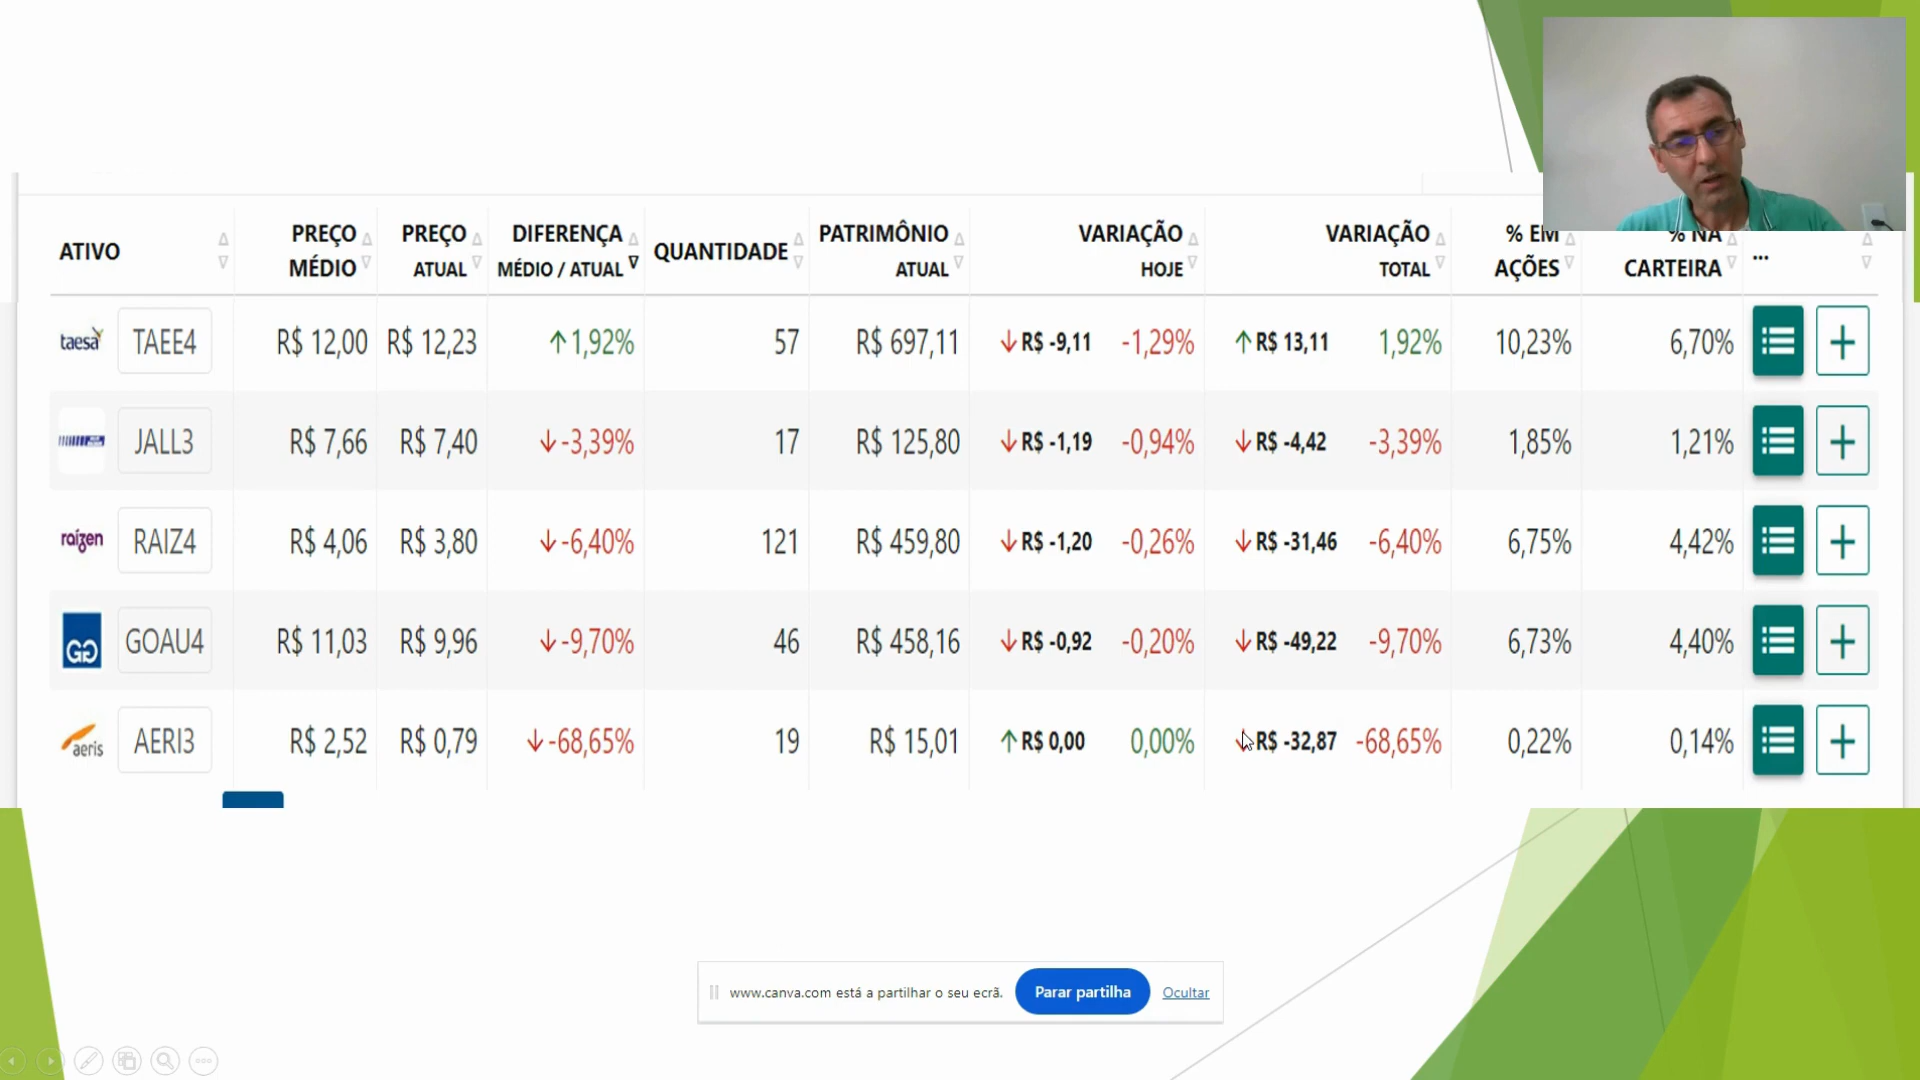 ATIVO
PREÇO
MÉDIO
PREÇO
ATUAL
DIFERENÇA
MÉDIO / ATUAL
QUANTIDADE
PATRIMÔNIO
ATUAL
VARIAÇÃO
HOJE
VARIAÇÃO
TOTAL
% EM
AÇÕES
% NA
CARTEIRA
...
taesa TAEE4 R$ 12,00 R$ 12,23 ↑1,92% 57 R$ 697,11 ↓R$ -9,11 -1,29% ↑R$ 13,11 1,92% 10,23% 6,70%
JALL3 R$ 7,66 R$ 7,40 ↓-3,39% 17 R$ 125,80 ↓R$ -1,19 -0,94% ↓R$ -4,42 -3,39% 1,85% 1,21%
raízen RAIZ4 R$ 4,06 R$ 3,80 ↓-6,40% 121 R$ 459,80 ↓R$ -1,20 -0,26% ↓R$ -31,46 -6,40% 6,75% 4,42%
GG GOAU4 R$ 11,03 R$ 9,96 ↓-9,70% 46 R$ 458,16 ↓R$ -0,92 -0,20% ↓R$ -49,22 -9,70% 6,73% 4,40%
aeris AERI3 R$ 2,52 R$ 0,79 ↓-68,65% 19 R$ 15,01 ↑R$ 0,00 0,00% ↓R$ -32,87 -68,65% 0,22% 0,14%
www.canva.com está a partilhar o seu ecrã. Parar partilha Ocultar